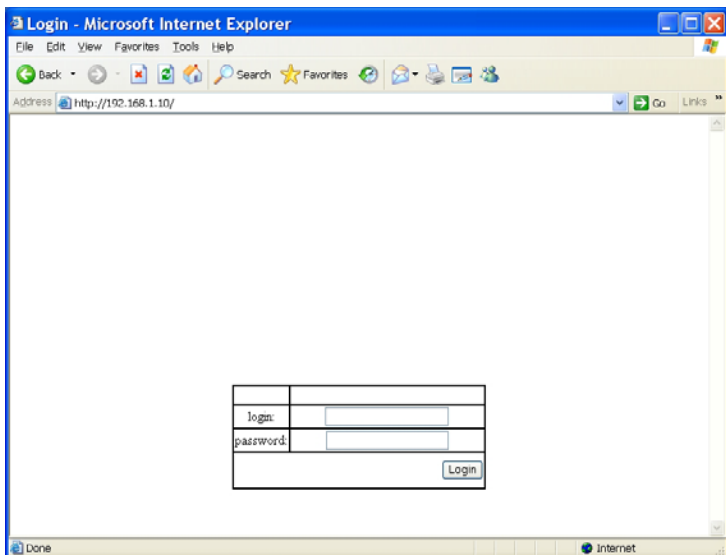 Login - Microsoft Internet Explorer
File Edit View Favorites Tools Help
Back Search Favorites
Address http://192.168.1.10/ Go Links »
login:
password:
Login
Done Internet